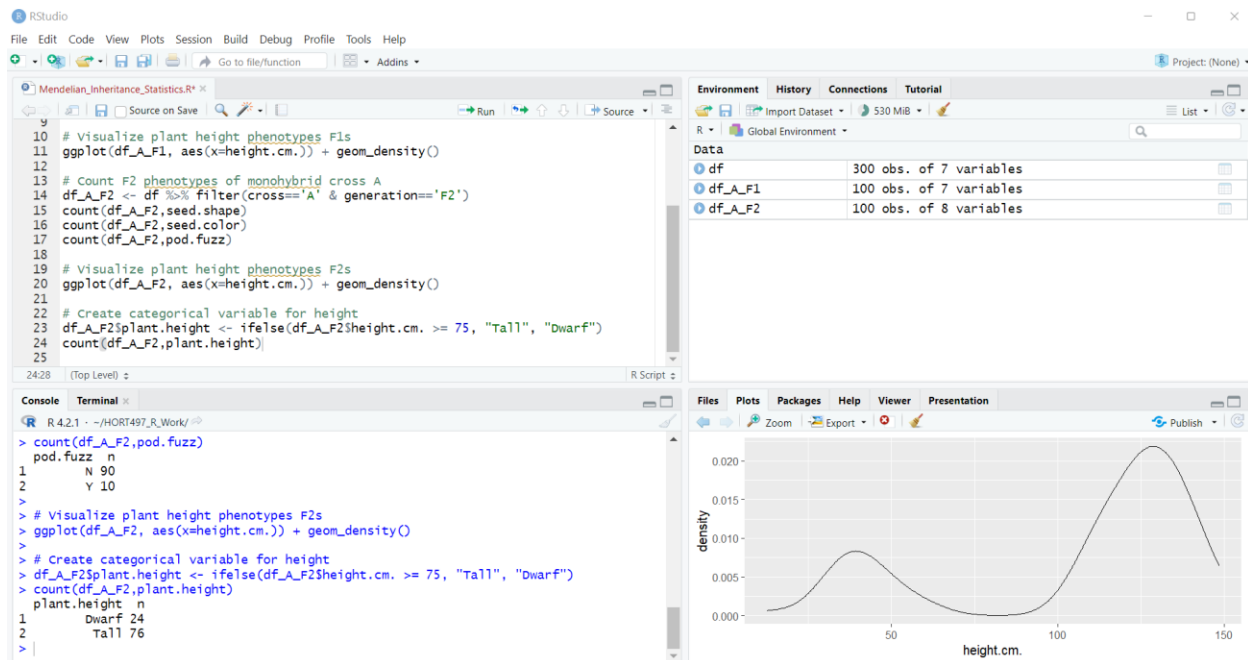 RStudio
File Edit Code View Plots Session Build Debug Profile Tools Help
Go to file/function Addins Project: (None)
Mendelian_Inheritance_Statistics.R*
Source on Save Run Source
9
10 # Visualize plant height phenotypes F1s
11 ggplot(df_A_F1, aes(x=height.cm.)) + geom_density()
12
13 # Count F2 phenotypes of monohybrid cross A
14 df_A_F2 <- df %>% filter(cross=='A' & generation=='F2')
15 count(df_A_F2,seed.shape)
16 count(df_A_F2,seed.color)
17 count(df_A_F2,pod.fuzz)
18
19 # Visualize plant height phenotypes F2s
20 ggplot(df_A_F2, aes(x=height.cm.)) + geom_density()
21
22 # Create categorical variable for height
23 df_A_F2$plant.height <- ifelse(df_A_F2$height.cm. >= 75, "Tall", "Dwarf")
24 count(df_A_F2,plant.height)
25
24:28 (Top Level) R Script
Environment History Connections Tutorial
Import Dataset 530 MiB List
R Global Environment
Data
df 300 obs. of 7 variables
df_A_F1 100 obs. of 7 variables
df_A_F2 100 obs. of 8 variables
Console Terminal
R 4.2.1 · ~/HORT497_R_Work/
> count(df_A_F2,pod.fuzz)
pod.fuzz n
1 N 90
2 Y 10
>
> # Visualize plant height phenotypes F2s
> ggplot(df_A_F2, aes(x=height.cm.)) + geom_density()
>
> # Create categorical variable for height
> df_A_F2$plant.height <- ifelse(df_A_F2$height.cm. >= 75, "Tall", "Dwarf")
> count(df_A_F2,plant.height)
plant.height n
1 Dwarf 24
2 Tall 76
>
Files Plots Packages Help Viewer Presentation
Zoom Export Publish
0.020
0.015
0.010
0.005
0.000
density
50 100 150
height.cm.